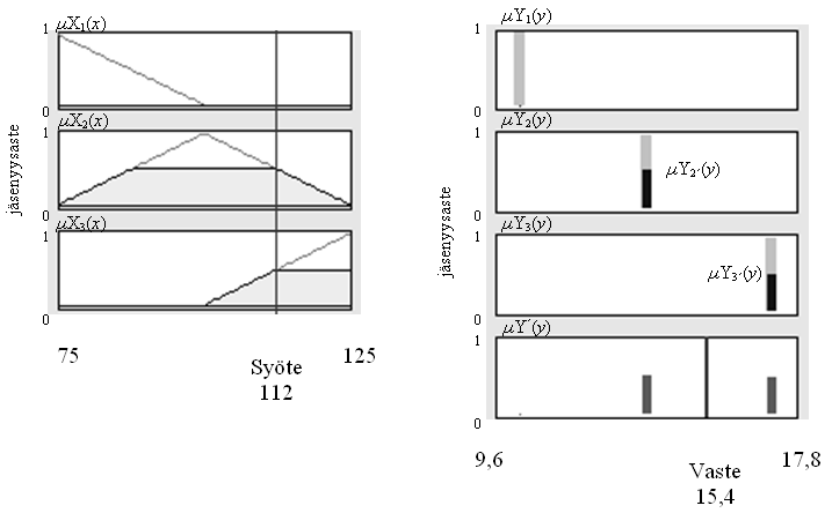 μX₁(x)
1
0
μX₂(x)
1
0
μX₃(x)
1
0
jäsenyysaste
75
125
Syöte
112
μY₁(y)
1
0
μY₂(y)
1
μY₂´(y)
0
μY₃(y)
1
μY₃´(y)
0
μY´(y)
1
0
jäsenyysaste
9,6
17,8
Vaste
15,4